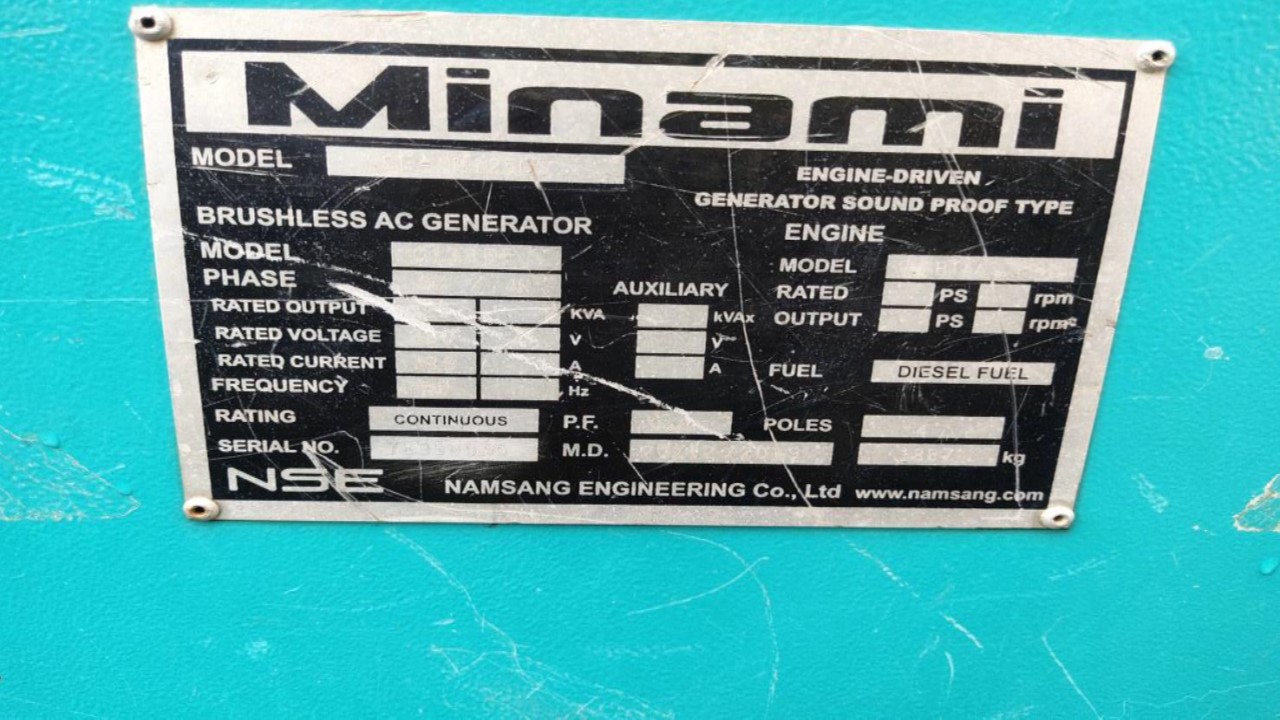 Minami
MODEL
ENGINE-DRIVEN
GENERATOR SOUND PROOF TYPE
BRUSHLESS AC GENERATOR
MODEL
PHASE
RATED OUTPUT KVA
RATED VOLTAGE V
RATED CURRENT A
FREQUENCY Hz
AUXILIARY
kVAx
V
A
ENGINE
MODEL
RATED PS rpm
OUTPUT PS rpm
FUEL DIESEL FUEL
RATING CONTINUOUS P.F. POLES
SERIAL NO. M.D. kg
NSE NAMSANG ENGINEERING Co., Ltd www.namsang.com